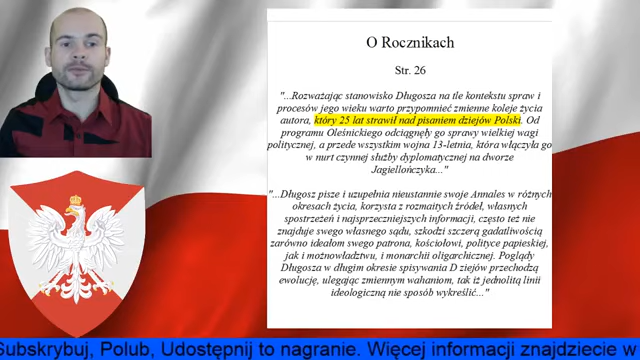 O Rocznikach
Str. 26
"...Rozważając stanowisko Długosza na tle kontekstu spraw i
procesów jego wieku warto przypomnieć zmienne koleje życia
autora, który 25 lat strawił nad pisaniem dziejów Polski. Od
programu Oleśnickiego odciągnęły go sprawy wielkiej wagi
politycznej, a przede wszystkim wojna 13-letnia, która włączyła go
w nurt czynnej służby dyplomatycznej na dworze
Jagiellończyka..."
"...Długosz pisze i uzupełnia nieustannie swoje Annales w różnych
okresach życia, korzysta z rozmaitych źródeł, własnych
spostrzeżeń i najsprzeczniejszych informacji, często też nie
znajduje swego własnego sądu, szkodzi szczerą gadatliwością
zarówno ideałom swego patrona, kościołowi, polityce papieskiej,
jak i możnowładztwu, i monarchii oligarchicznej. Poglądy
Długosza w długim okresie spisywania D ziejów przechodzą
ewolucję, ulegając zmiennym wahaniom, tak iż jednolitą linii
ideologiczną nie sposób wykreślić..."
Subskrybuj, Polub, Udostępnij to nagranie. Więcej informacji znajdziecie w